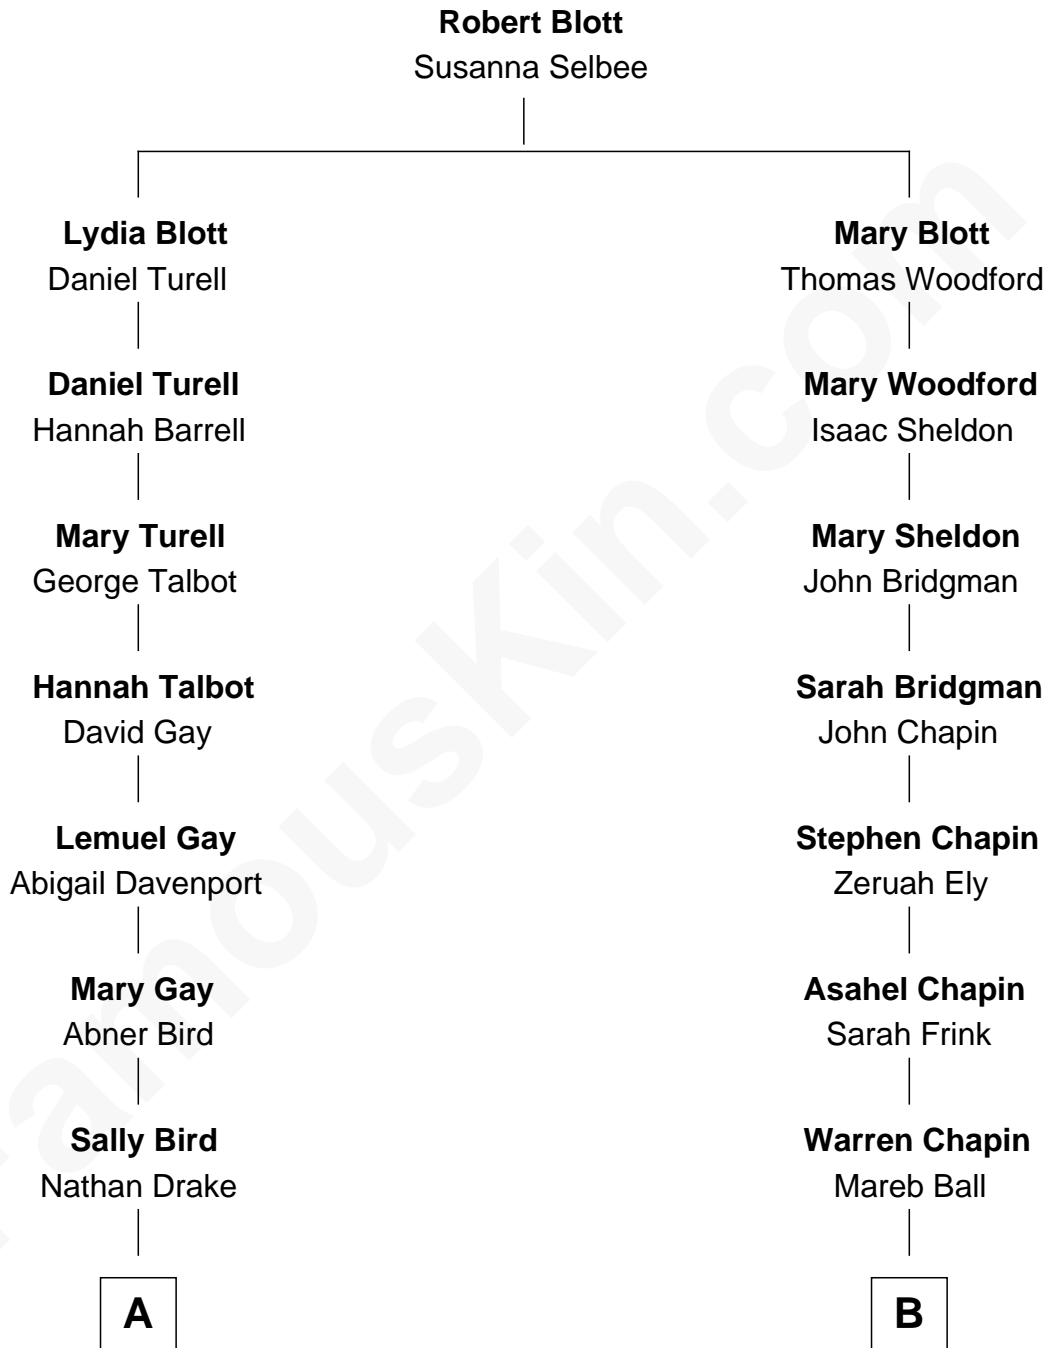 Robert Blott
Susanna Selbee
Lydia Blott
Daniel Turell
Mary Blott
Thomas Woodford
Daniel Turell
Hannah Barrell
Mary Woodford
Isaac Sheldon
Mary Turell
George Talbot
Mary Sheldon
John Bridgman
Hannah Talbot
David Gay
Sarah Bridgman
John Chapin
Lemuel Gay
Abigail Davenport
Stephen Chapin
Zeruah Ely
Mary Gay
Abner Bird
Asahel Chapin
Sarah Frink
Sally Bird
Nathan Drake
Warren Chapin
Mareb Ball
A
B
FamousKin.com